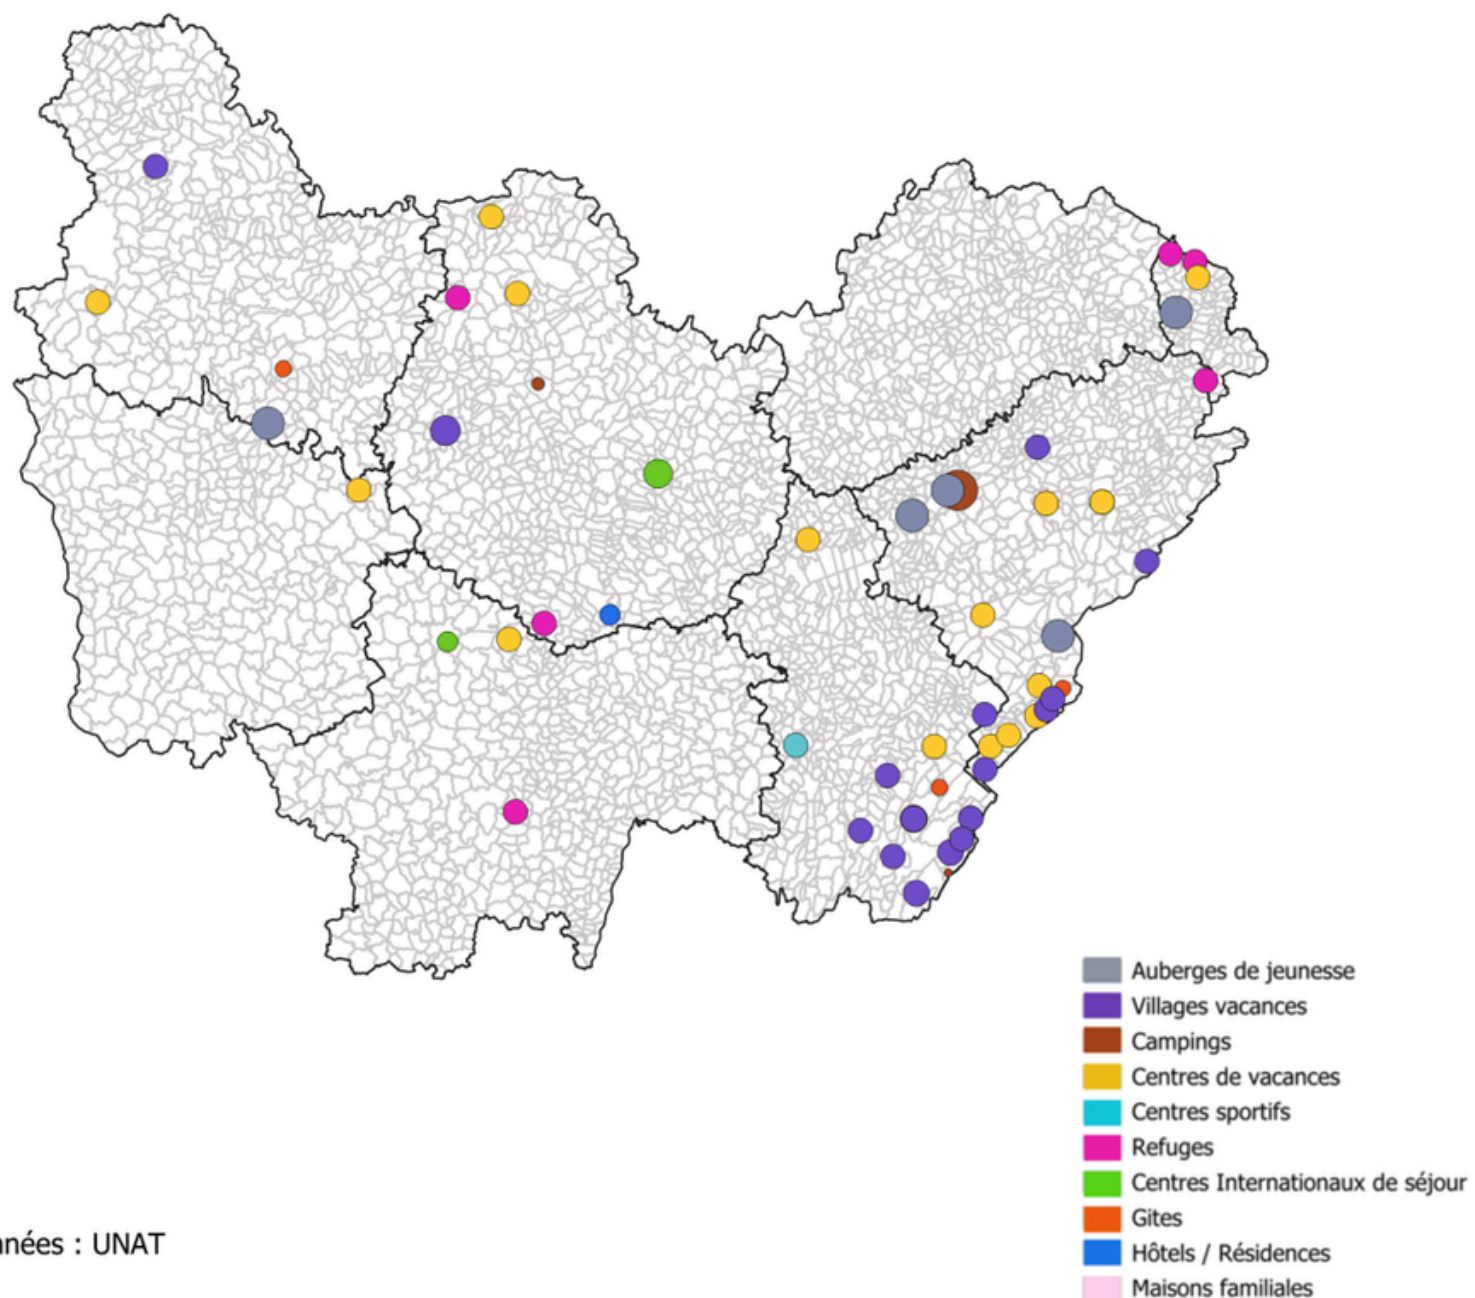 Auberges de jeunesse
Villages vacances
Campings
Centres de vacances
Centres sportifs
Refuges
Centres Internationaux de séjour
Gites
Hôtels / Résidences
Maisons familiales
nnées : UNAT